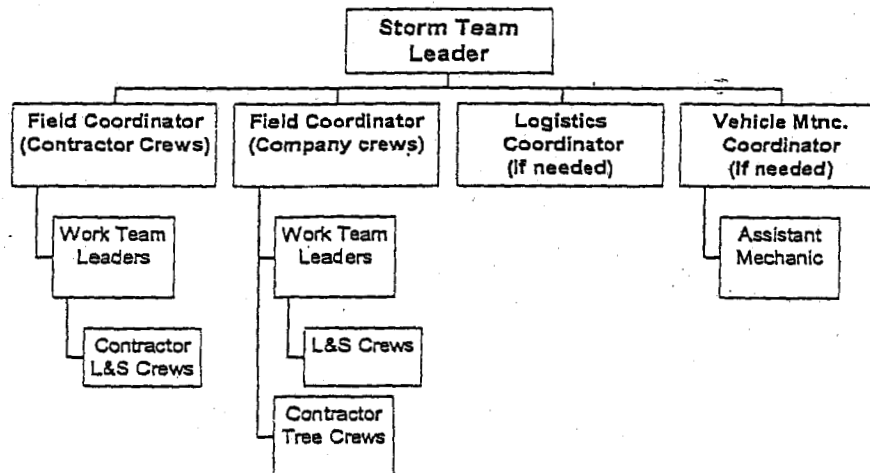 Storm Team
Leader
Field Coordinator
(Contractor Crews)
Field Coordinator
(Company crews)
Logistics
Coordinator
(If needed)
Vehicle Mtnc.
Coordinator
(If needed)
Work Team
Leaders
Work Team
Leaders
Assistant
Mechanic
Contractor
L&S Crews
L&S Crews
Contractor
Tree Crews